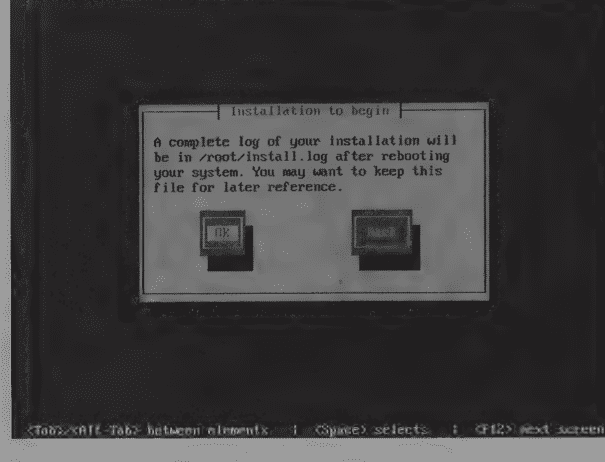 Installation to begin
A complete log of your installation will
be in /root/install.log after rebooting
your system. You may want to keep this
file for later reference.
Ok Back
<Tab>/<Alt-Tab> between elements | <Space> selects | <F12> next screen